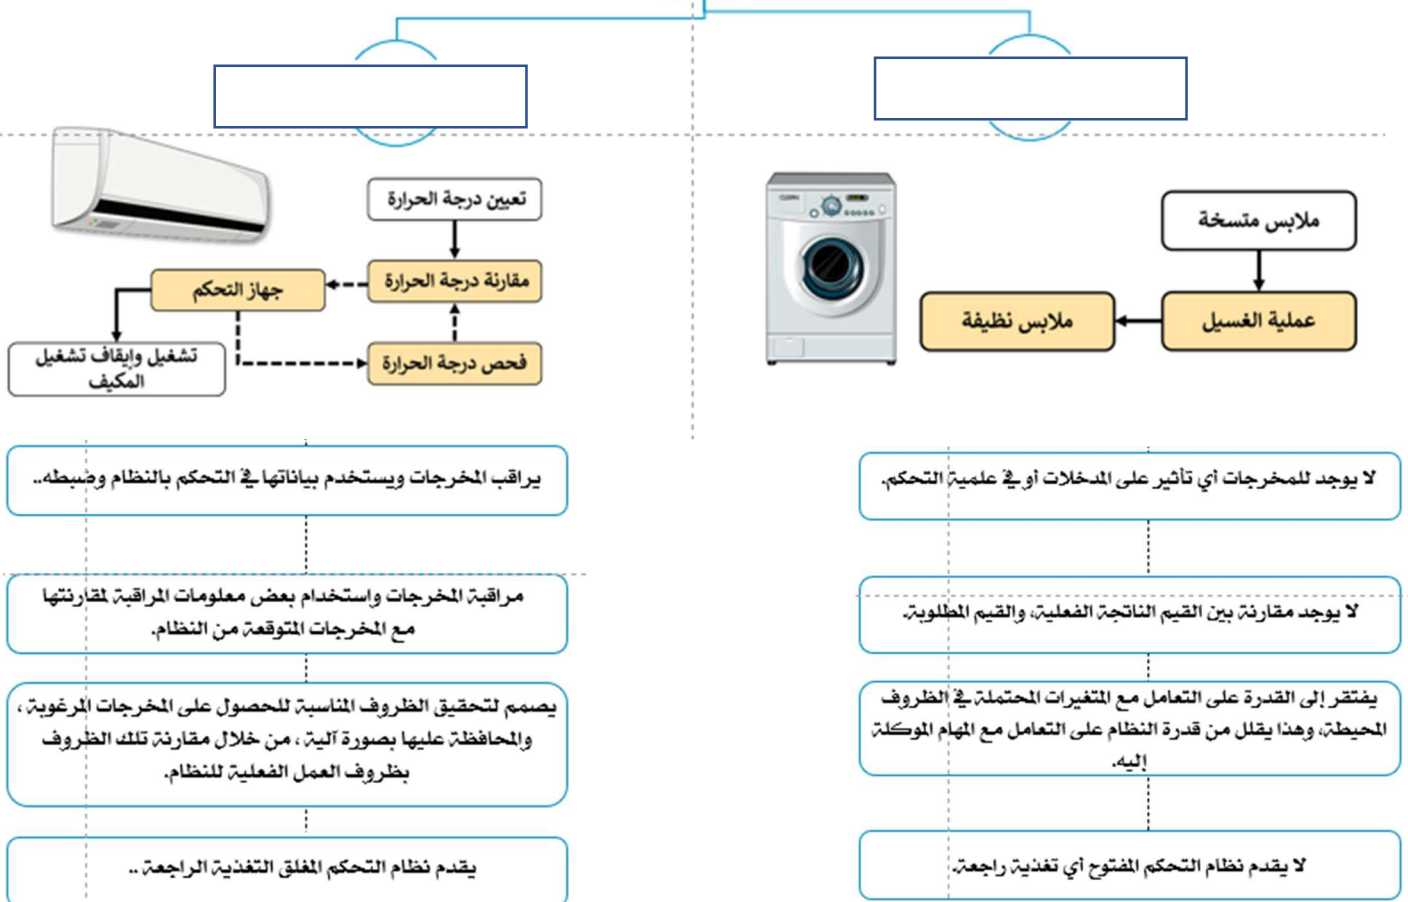 ملابس متسخة
عملية الغسيل
ملابس نظيفة
لا يوجد للمخرجات أي تأثير على المدخلات أو في علمية التحكم.
لا يوجد مقارنة بين القيم الناتجة الفعلية، والقيم المطلوبة.
يفتقر إلى القدرة على التعامل مع المتغيرات المحتملة في الظروف
المحيطة، وهذا يقلل من قدرة النظام على التعامل مع المهام الموكلة
إليه.
لا يقدم نظام التحكم المفتوح أي تغذية راجعة.
تعيين درجة الحرارة
مقارنة درجة الحرارة
جهاز التحكم
فحص درجة الحرارة
تشغيل وإيقاف تشغيل
المكيف
يراقب المخرجات ويستخدم بياناتها في التحكم بالنظام وضبطه..
مراقبة المخرجات واستخدام بعض معلومات المراقبة لمقارنتها
مع المخرجات المتوقعة من النظام.
يصمم لتحقيق الظروف المناسبة للحصول على المخرجات المرغوبة ،
والمحافظة عليها بصورة آلية ، من خلال مقارنة تلك الظروف
بظروف العمل الفعلية للنظام.
يقدم نظام التحكم المغلق التغذية الراجعة ..